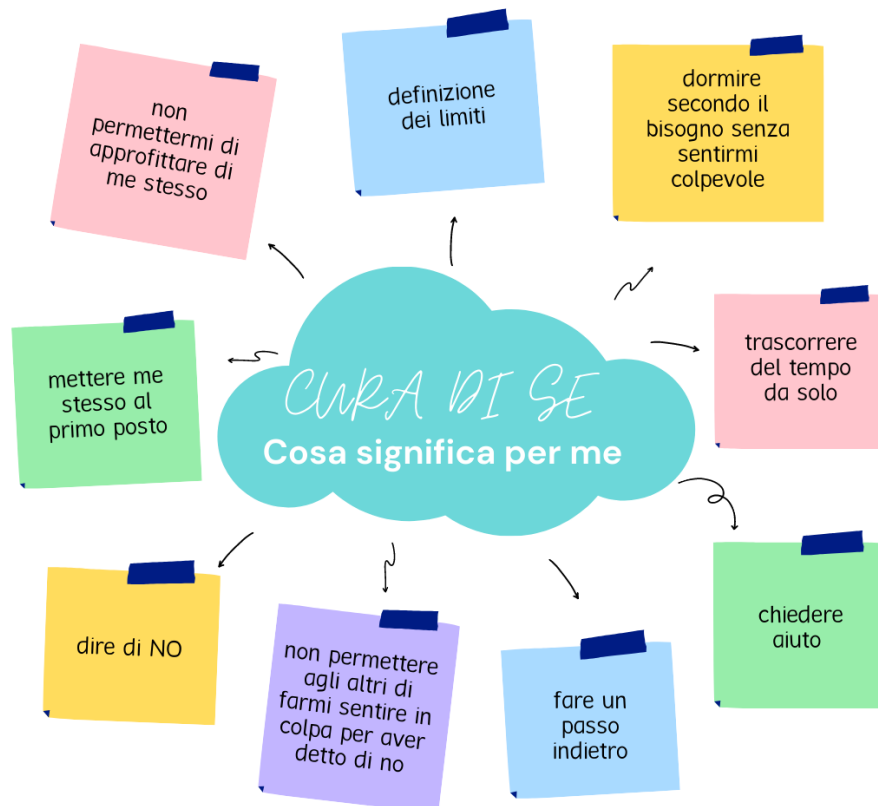 non
permettermi di
approfittare di
me stesso
definizione
dei limiti
dormire
secondo il
bisogno senza
sentirmi
colpevole
mettere me
stesso al
primo posto
CURA DI SE
Cosa significa per me
trascorrere
del tempo
da solo
dire di NO
non permettere
agli altri di
farmi sentire in
colpa per aver
detto di no
fare un
passo
indietro
chiedere
aiuto